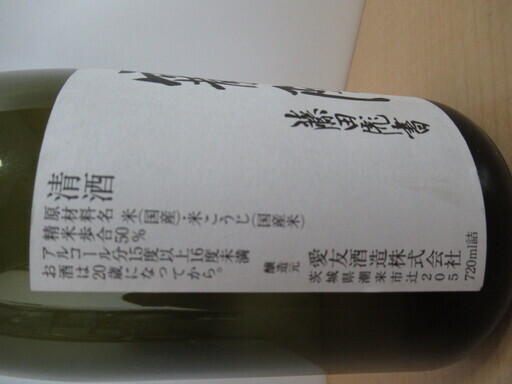 清酒
原材料名 米(国産)・米こうじ(国産米)
精米歩合50%
アルコール分15度以上16度未満
お酒は20歳になってから。
醸造元
愛友酒造株式会社
茨城県潮来市辻205
720ml詰